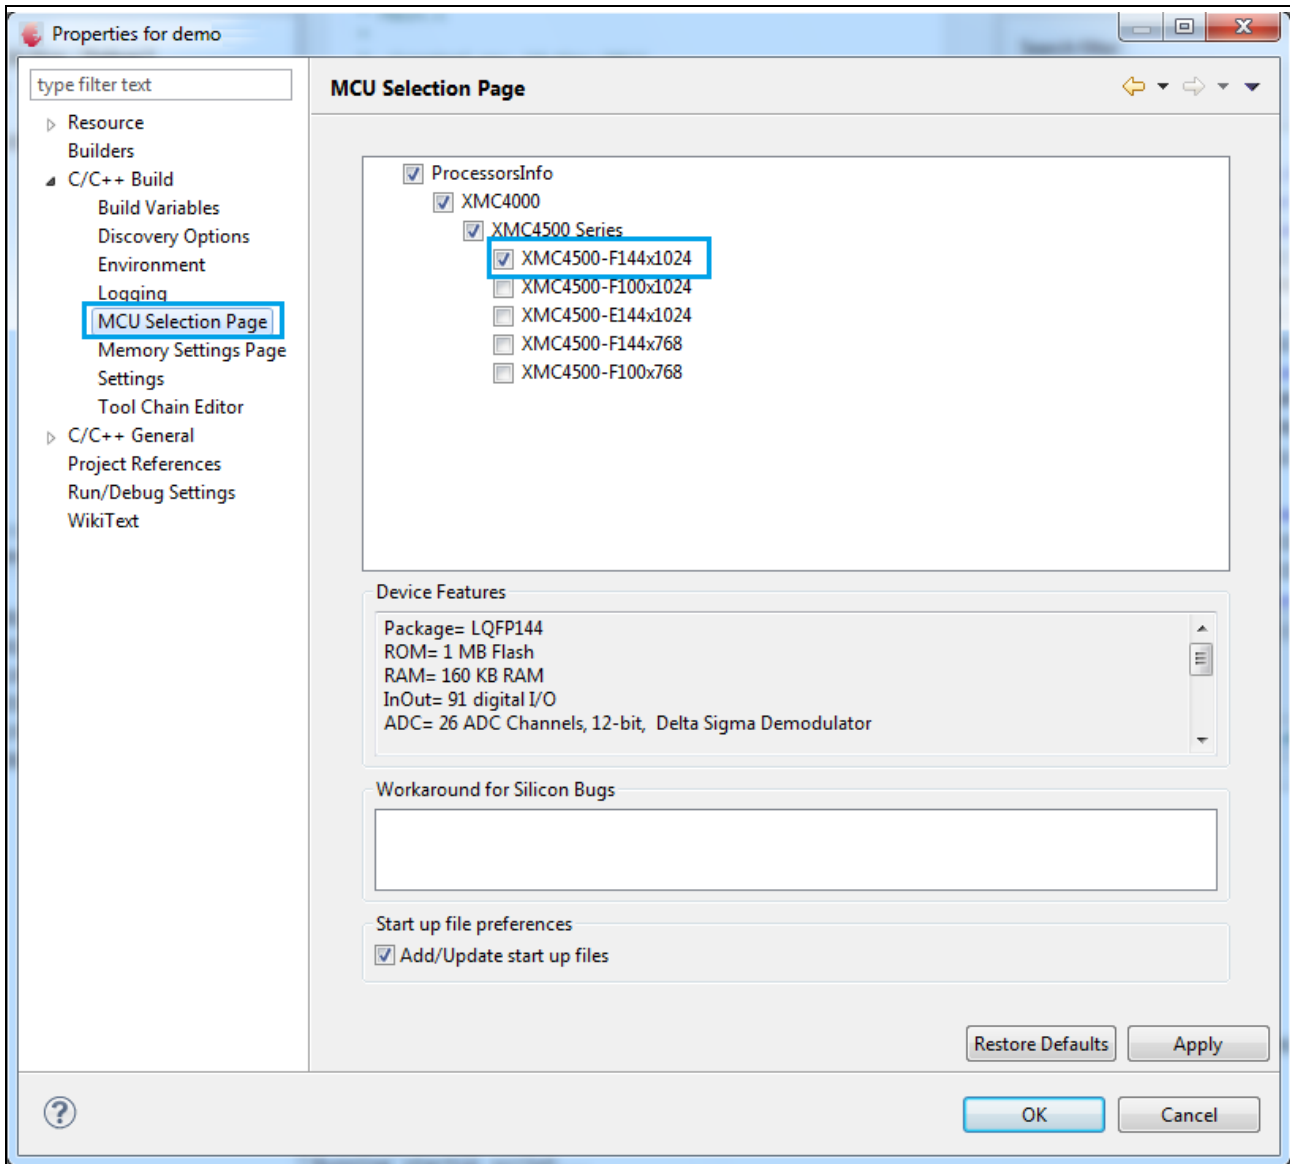 Properties for demo
type filter text
Resource
Builders
C/C++ Build
Build Variables
Discovery Options
Environment
Logging
MCU Selection Page
Memory Settings Page
Settings
Tool Chain Editor
C/C++ General
Project References
Run/Debug Settings
WikiText
MCU Selection Page
ProcessorsInfo
XMC4000
XMC4500 Series
XMC4500-F144x1024
XMC4500-F100x1024
XMC4500-E144x1024
XMC4500-F144x768
XMC4500-F100x768
Device Features
Package= LQFP144
ROM= 1 MB Flash
RAM= 160 KB RAM
InOut= 91 digital I/O
ADC= 26 ADC Channels, 12-bit,  Delta Sigma Demodulator
Workaround for Silicon Bugs
Start up file preferences
Add/Update start up files
Restore Defaults
Apply
OK
Cancel